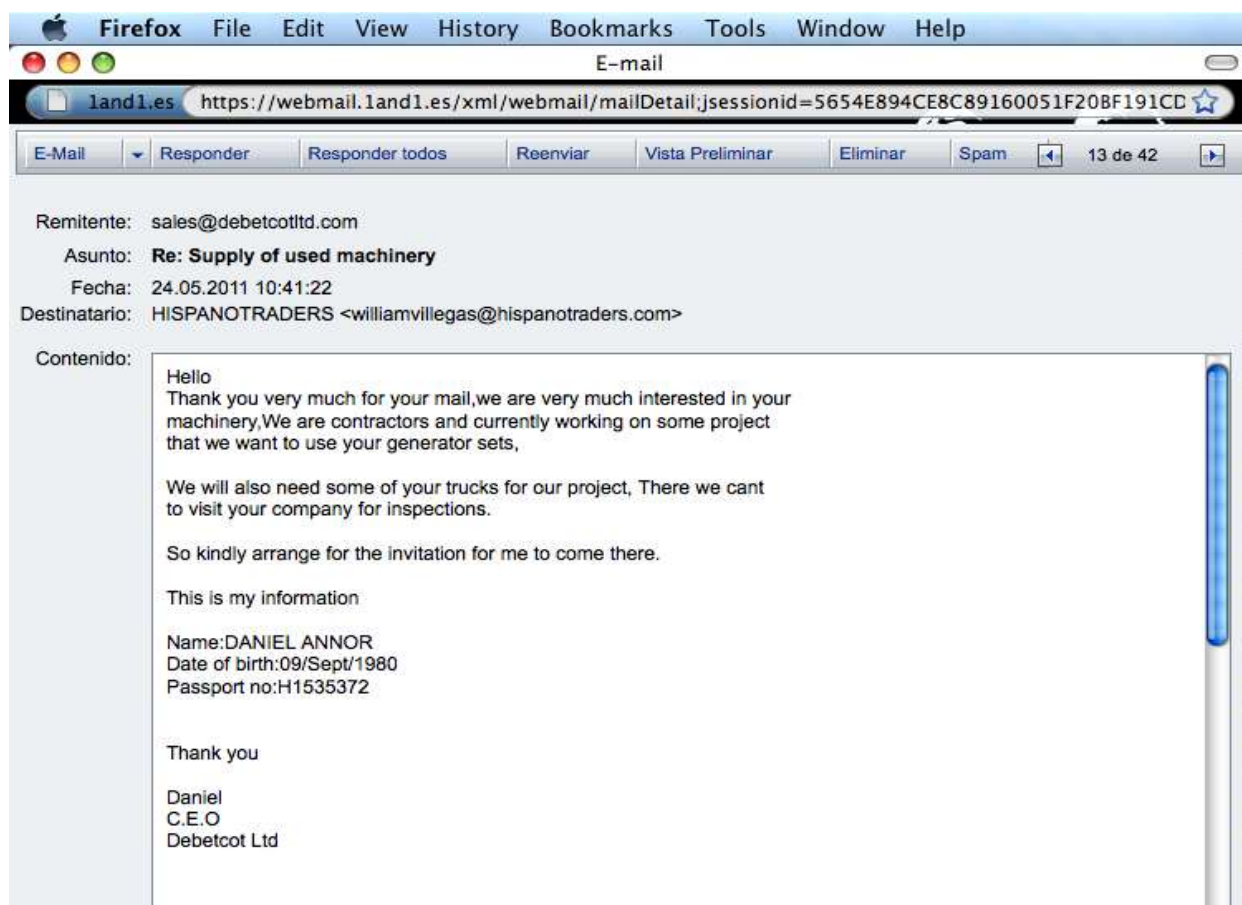 Firefox File Edit View History Bookmarks Tools Window Help
E-mail
1and1.es https://webmail.1and1.es/xml/webmail/mailDetail;jsessionid=5654E894CE8C89160051F20BF191CD
E-Mail Responder Responder todos Reenviar Vista Preliminar Eliminar Spam 13 de 42
Remitente: sales@debetcotltd.com
Asunto: Re: Supply of used machinery
Fecha: 24.05.2011 10:41:22
Destinatario: HISPANOTRADERS <williamvillegas@hispanotraders.com>
Contenido:
Hello
Thank you very much for your mail,we are very much interested in your
machinery,We are contractors and currently working on some project
that we want to use your generator sets,
We will also need some of your trucks for our project, There we cant
to visit your company for inspections.
So kindly arrange for the invitation for me to come there.
This is my information
Name:DANIEL ANNOR
Date of birth:09/Sept/1980
Passport no:H1535372
Thank you
Daniel
C.E.O
Debetcot Ltd